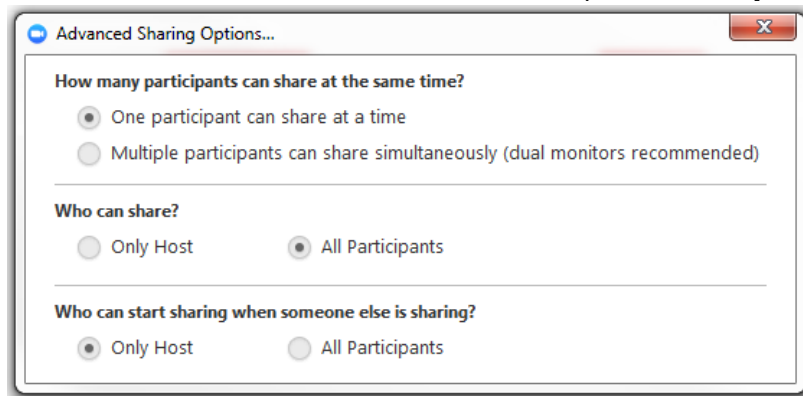 Advanced Sharing Options...
How many participants can share at the same time?
One participant can share at a time
Multiple participants can share simultaneously (dual monitors recommended)
Who can share?
Only Host All Participants
Who can start sharing when someone else is sharing?
Only Host All Participants